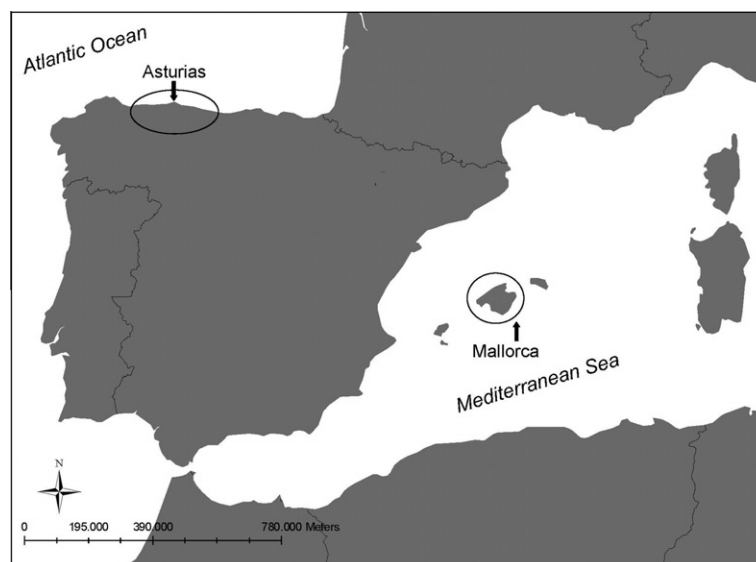 Atlantic Ocean
Asturias
Mallorca
Mediterranean Sea
N
0 195.000 390.000 780.000 Meters